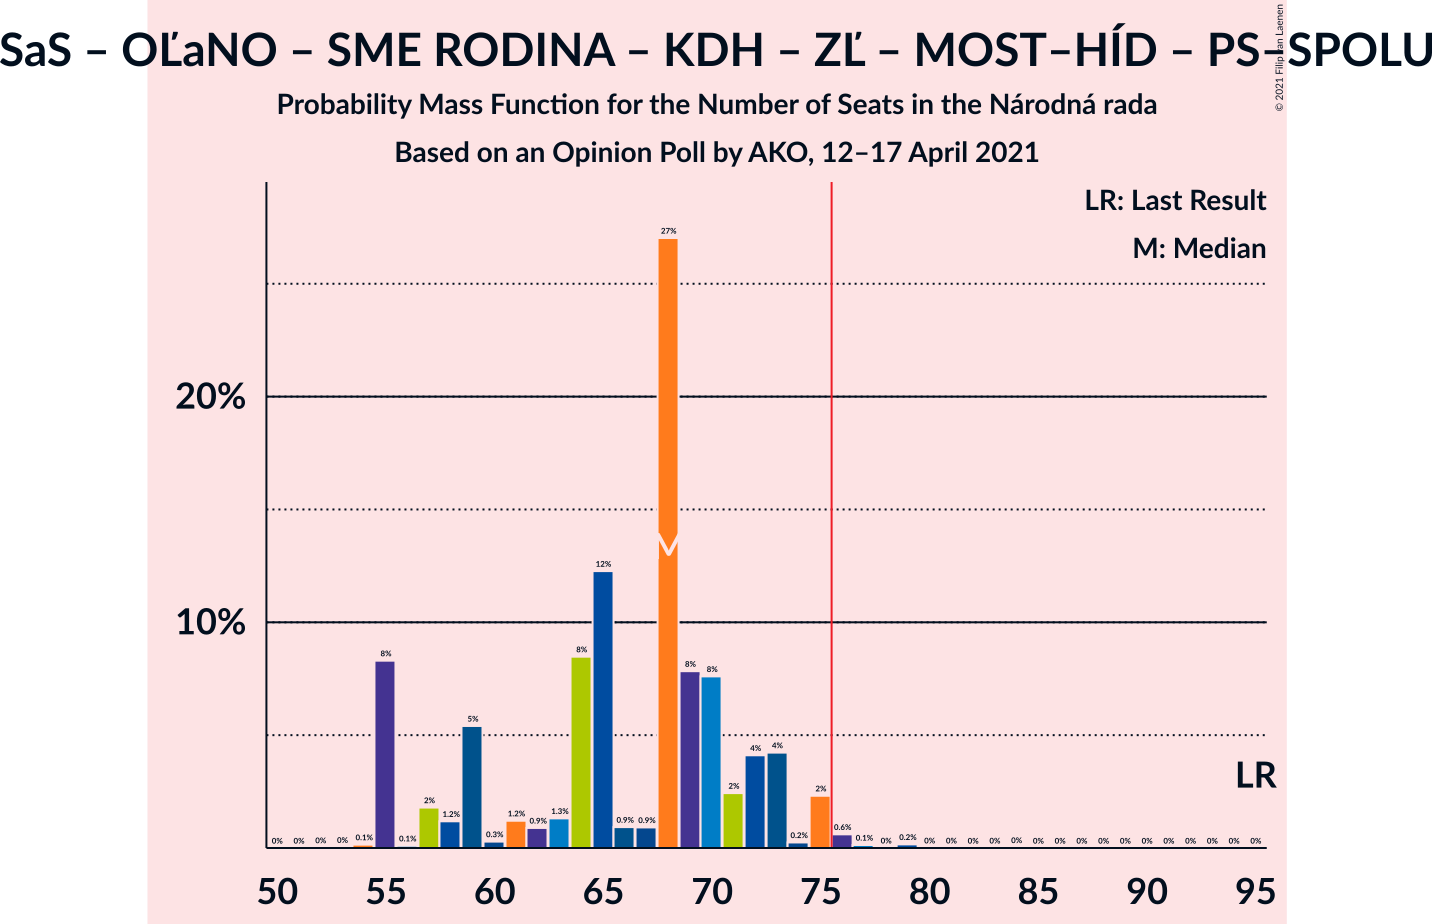 SaS – OĽaNO – SME RODINA – KDH – ZĽ – MOST–HÍD – PS–SPOLU
© 2021 Filip van Laenen
Probability Mass Function for the Number of Seats in the Národná rada
Based on an Opinion Poll by AKO, 12–17 April 2021
LR: Last Result
M: Median
20%
10%
0% 0% 0% 0% 0.1% 8% 0.1% 2% 1.2% 5% 0.3% 1.2% 0.9% 1.3% 8% 12% 0.9% 0.9% 27% 8% 8% 2% 4% 4% 0.2% 2% 0.6% 0.1% 0% 0.2% 0% 0% 0% 0% 0% 0% 0% 0% 0% 0% 0% 0% 0% 0% 0% 0%
M
LR
50 55 60 65 70 75 80 85 90 95